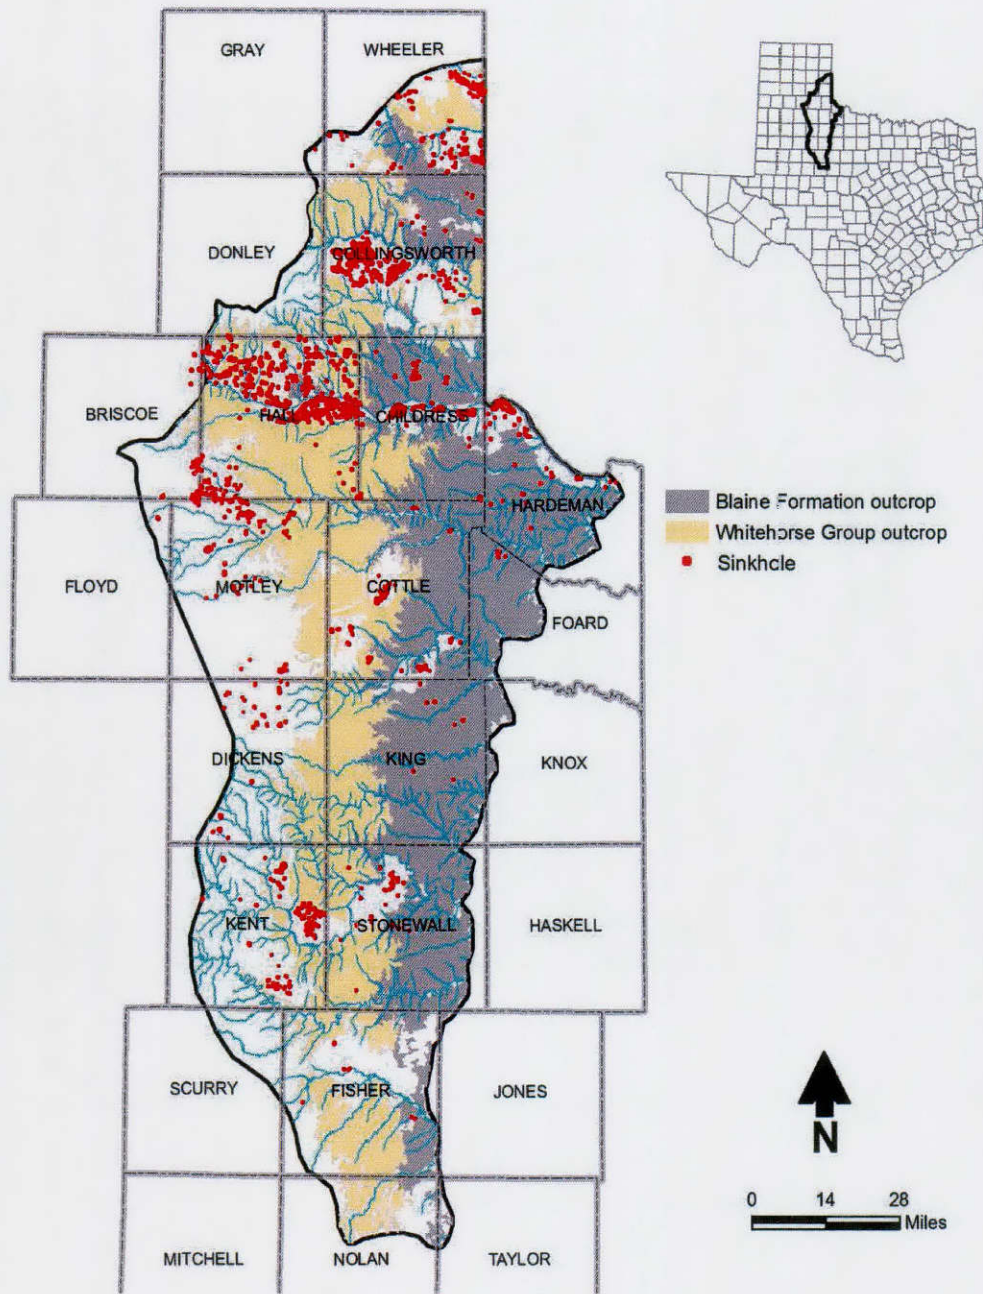 GRAY WHEELER
DONLEY COLLINGSWORTH
BRISCOE HALL CHILDRESS
HARDEMAN
Blaine Formation outcrop
Whitehorse Group outcrop
Sinkhole
FLOYD MOTLEY COTTLE
FOARD
DICKENS KING KNOX
KENT STONEWALL HASKELL
SCURRY FISHER JONES
N
0 14 28
Miles
MITCHELL NOLAN TAYLOR